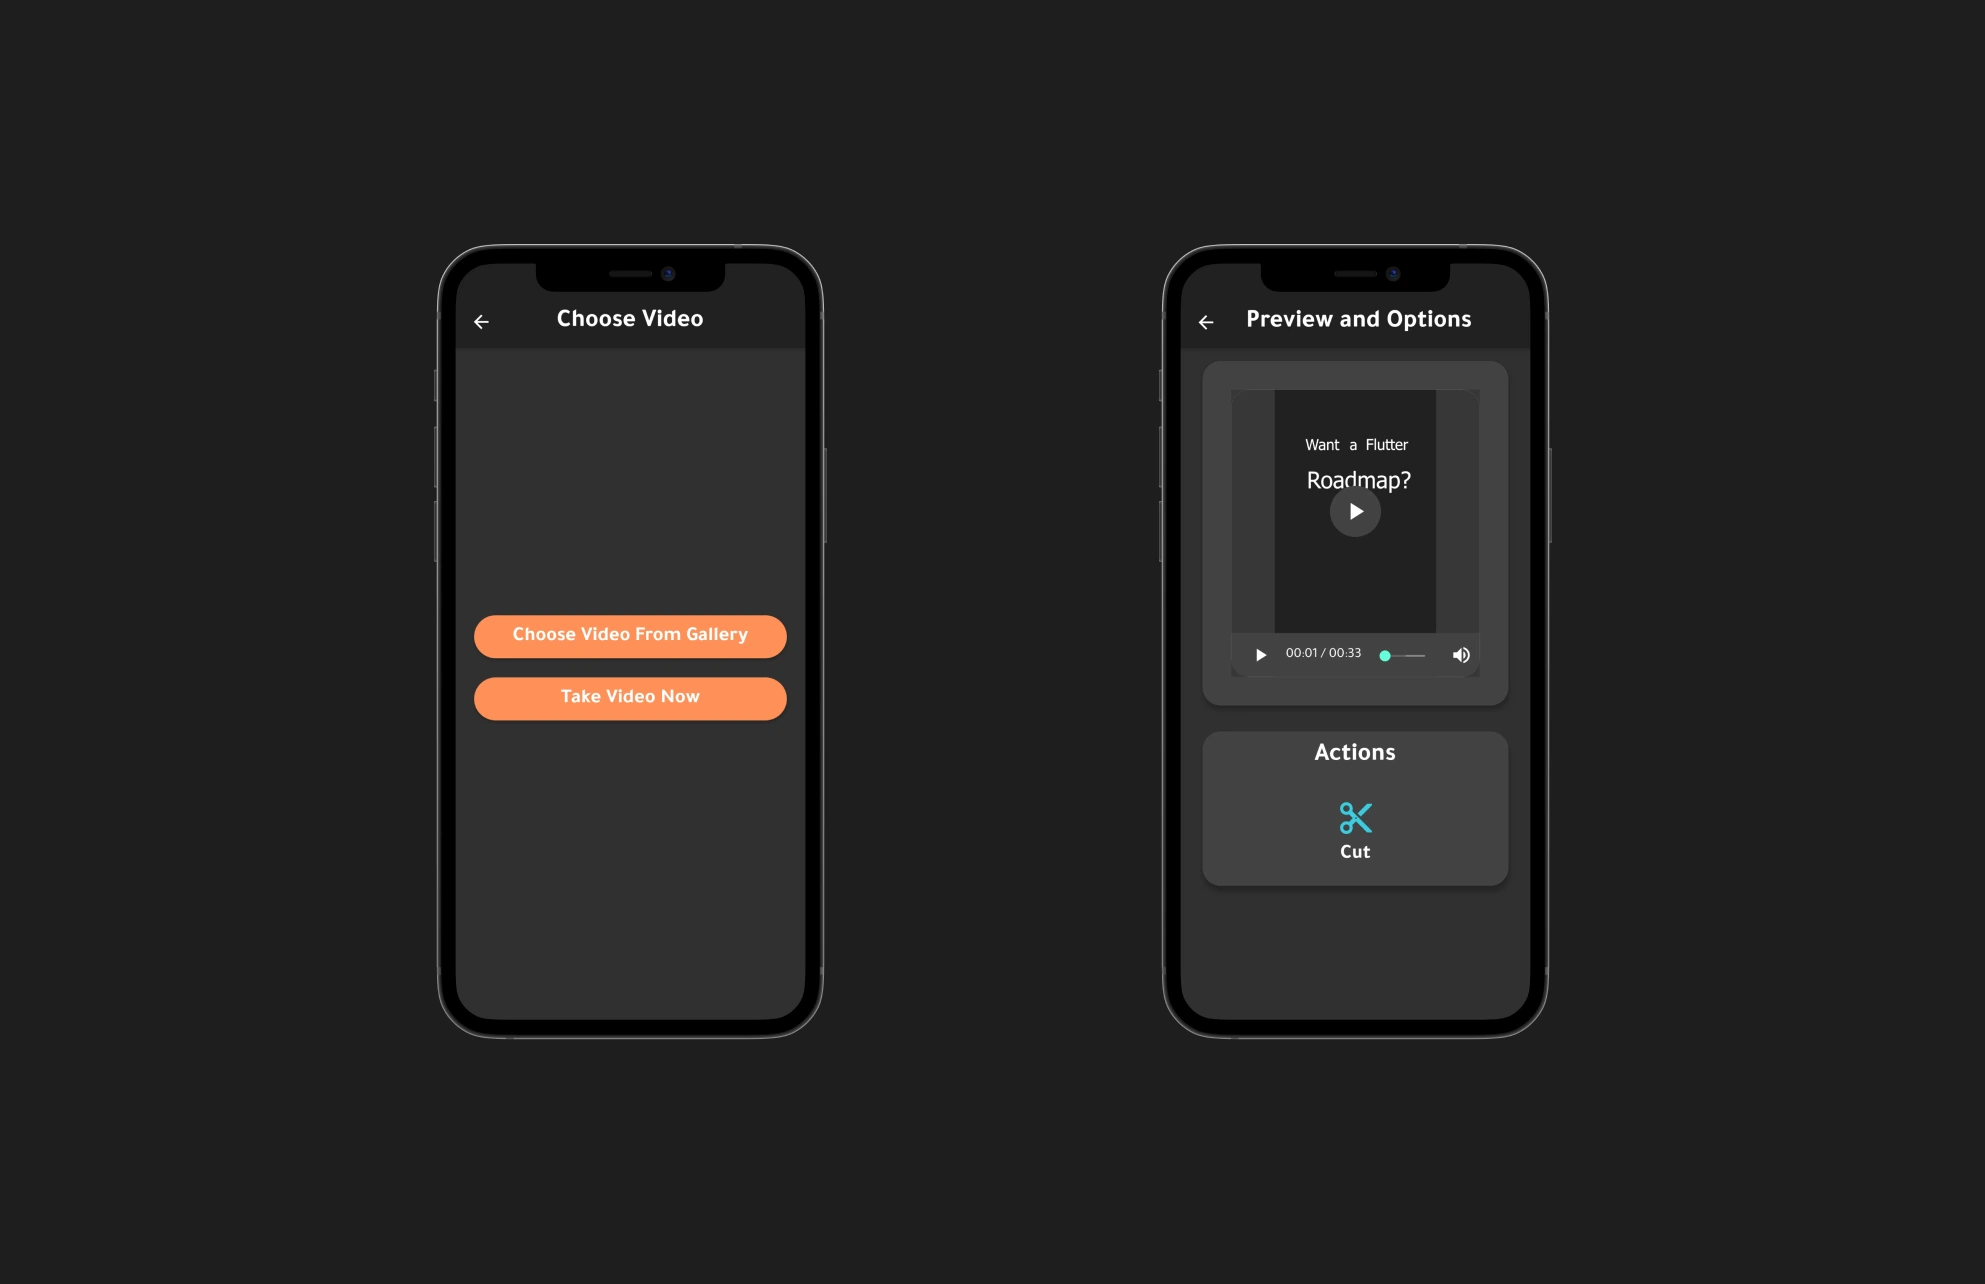 Choose Video
Choose Video From Gallery
Take Video Now
Preview and Options
Want a Flutter
Roadmap?
00:01 / 00:33
Actions
Cut